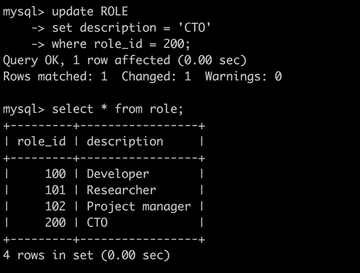 mysql> update ROLE
    -> set description = 'CTO'
    -> where role_id = 200;
Query OK, 1 row affected (0.00 sec)
Rows matched: 1  Changed: 1  Warnings: 0

mysql> select * from role;
+---------+-----------------+
| role_id | description     |
+---------+-----------------+
|     100 | Developer       |
|     101 | Researcher      |
|     102 | Project manager |
|     200 | CTO             |
+---------+-----------------+
4 rows in set (0.00 sec)